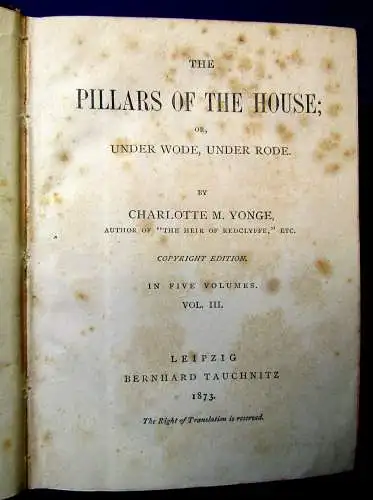 THE
PILLARS OF THE HOUSE;
OR,
UNDER WODE, UNDER RODE.
BY
CHARLOTTE M. YONGE,
AUTHOR OF "THE HEIR OF REDCLYFFE," ETC.
COPYRIGHT EDITION.
IN FIVE VOLUMES.
VOL. III.
LEIPZIG
BERNHARD TAUCHNITZ
1873.
The Right of Translation is reserved.